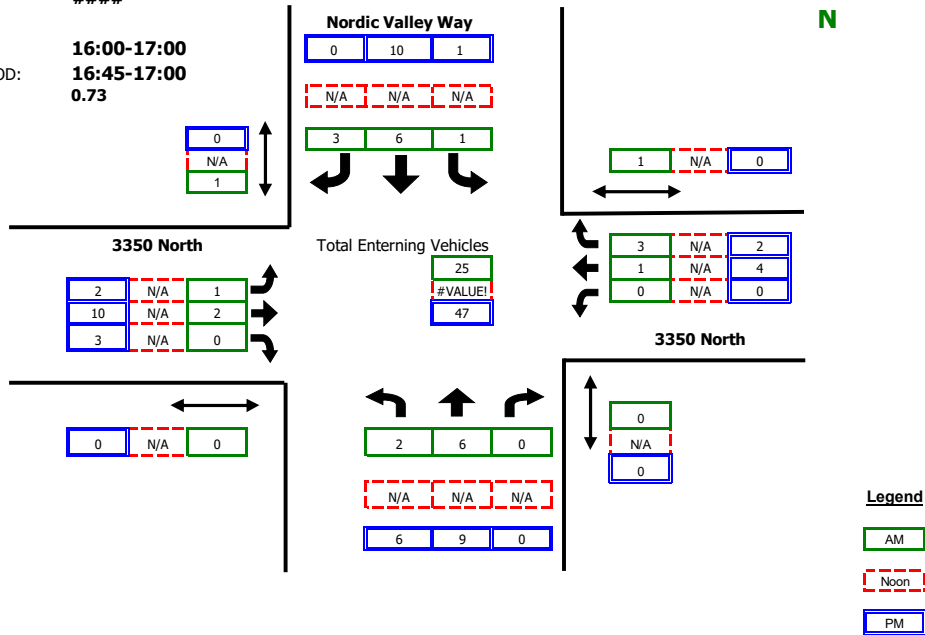 ####
Nordic Valley Way
N
16:00-17:00
0 10 1
OD: 16:45-17:00
0.73
N/A N/A N/A
0
3 6 1
N/A
1 N/A 0
1
3350 North
Total Enterning Vehicles
3 N/A 2
25
1 N/A 4
2 N/A 1
#VALUE!
0 N/A 0
10 N/A 2
47
3 N/A 0
3350 North
0
0 N/A 0
2 6 0
N/A
0
N/A N/A N/A
Legend
6 9 0
AM
Noon
PM